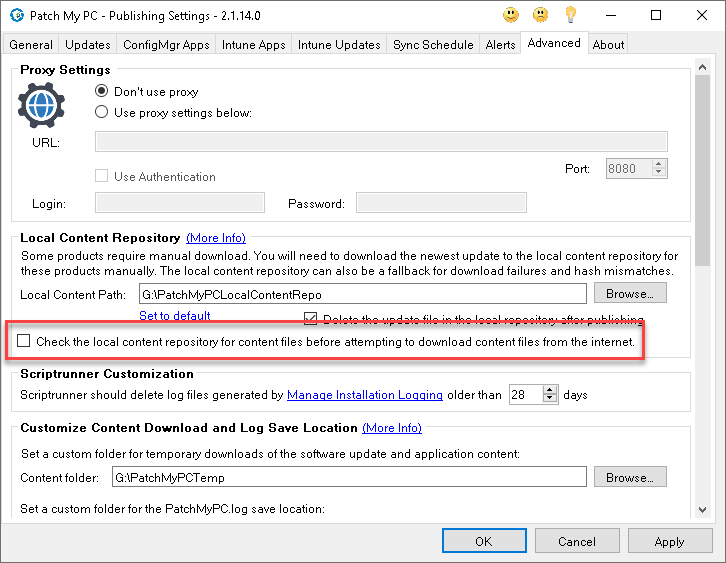 Patch My PC - Publishing Settings - 2.1.14.0
General Updates ConfigMgr Apps Intune Apps Intune Updates Sync Schedule Alerts Advanced About
Proxy Settings
Don't use proxy
Use proxy settings below:
URL:
Use Authentication
Port: 8080
Login: Password:
Local Content Repository (More Info)
Some products require manual download. You will need to download the newest update to the local content repository for
these products manually. The local content repository can also be a fallback for download failures and hash mismatches.
Local Content Path: G:\PatchMyPCLocalContentRepo Browse...
Set to default Delete the update file in the local repository after publishing
Check the local content repository for content files before attempting to download content files from the internet.
Scriptrunner Customization
Scriptrunner should delete log files generated by Manage Installation Logging older than 28 days
Customize Content Download and Log Save Location (More Info)
Set a custom folder for temporary downloads of the software update and application content:
Content folder: G:\PatchMyPCTemp Browse...
Set a custom folder for the PatchMyPC.log save location:
OK Cancel Apply